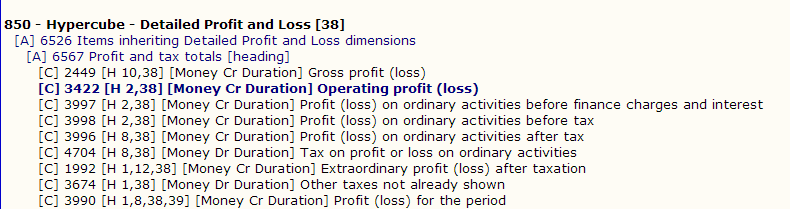 850 - Hypercube - Detailed Profit and Loss [38]
[A] 6526 Items inheriting Detailed Profit and Loss dimensions
[A] 6567 Profit and tax totals [heading]
[C] 2449 [H 10,38] [Money Cr Duration] Gross profit (loss)
[C] 3422 [H 2,38] [Money Cr Duration] Operating profit (loss)
[C] 3997 [H 2,38] [Money Cr Duration] Profit (loss) on ordinary activities before finance charges and interest
[C] 3998 [H 2,38] [Money Cr Duration] Profit (loss) on ordinary activities before tax
[C] 3996 [H 8,38] [Money Cr Duration] Profit (loss) on ordinary activities after tax
[C] 4704 [H 8,38] [Money Dr Duration] Tax on profit or loss on ordinary activities
[C] 1992 [H 1,12,38] [Money Cr Duration] Extraordinary profit (loss) after taxation
[C] 3674 [H 1,38] [Money Dr Duration] Other taxes not already shown
[C] 3990 [H 1,8,38,39] [Money Cr Duration] Profit (loss) for the period